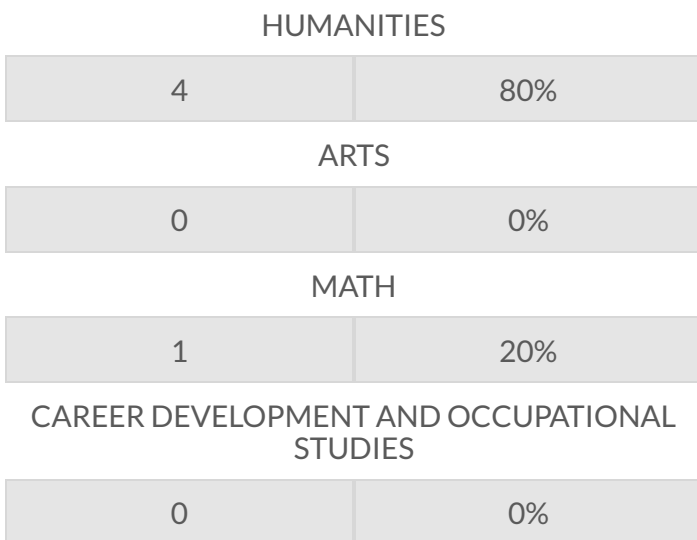 HUMANITIES
4 80%
ARTS
0 0%
MATH
1 20%
CAREER DEVELOPMENT AND OCCUPATIONAL
STUDIES
0 0%